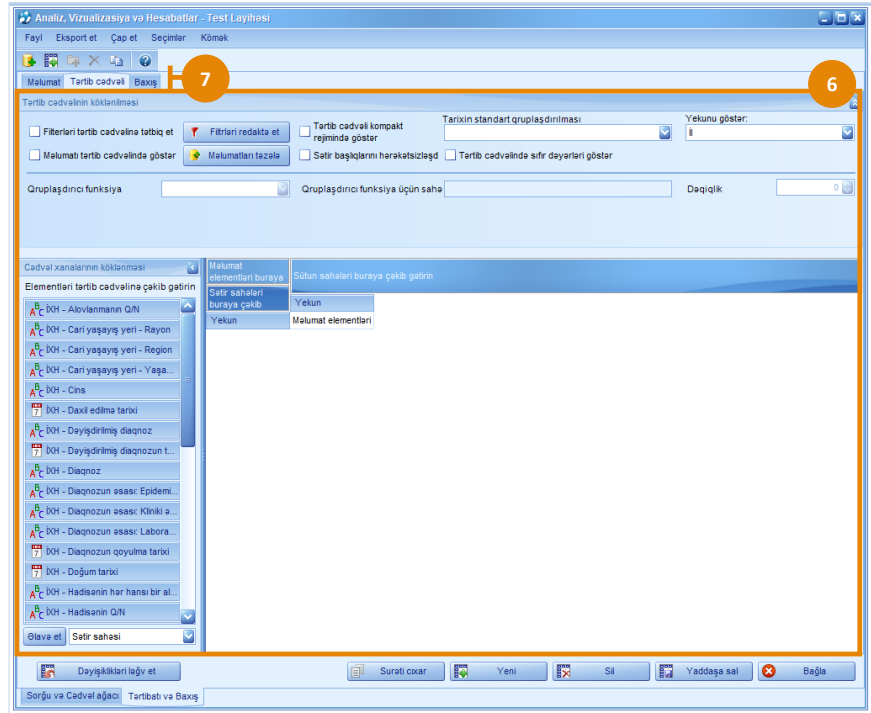 Analiz, Vizualizasiya və Hesabatlar - Test Layihəsi
Fayl Eksport et Çap et Seçimlər Kömək
7
Məlumat Tərtib cədvəli Baxış
6
Tərtib cədvəlinin köklənilməsi
Filterləri tərtib cədvəlinə tətbiq et
Filtrləri redaktə et
Tərtib cədvəli kompakt
rejimində göstər
Tarixin standart qruplaşdırılması
Yekunu göstər:
İl
Məlumatı tərtib cədvəlində göstər
Məlumatları təzələ
Sətir başlıqlarını hərəkətsizləşd
Tərtib cədvəlində sıfır dəyərləri göstər
Qruplaşdırıcı funksiya
Qruplaşdırıcı funksiya üçün sahə
Dəqiqlik
0
Cədvəl xanalarının köklənməsi
Elementləri tərtib cədvəlinə çəkib gətirin
İXH - Alovlanmanın Q/N
İXH - Cari yaşayış yeri - Rayon
İXH - Cari yaşayış yeri - Region
İXH - Cari yaşayış yeri - Yaşa...
İXH - Cins
İXH - Daxil edilmə tarixi
İXH - Dəyişdirilmiş diaqnoz
İXH - Dəyişdirilmiş diaqnozun t...
İXH - Diaqnoz
İXH - Diaqnozun əsası: Epidemi...
İXH - Diaqnozun əsası: Kliniki ə...
İXH - Diaqnozun əsası: Labora...
İXH - Diaqnozun qoyulma tarixi
İXH - Doğum tarixi
İXH - Hadisənin hər hansı bir al...
İXH - Hadisənin Q/N
Əlavə et
Sətir sahəsi
Məlumat
elementləri buraya
Sütun sahələri buraya çəkib gətirin
Sətir sahələri
buraya çəkib
Yekun
Yekun
Məlumat elementləri
Dəyişiklikləri ləğv et
Surəti cıxar
Yeni
Sil
Yaddaşa sal
Bağla
Sorğu və Cədvəl ağacı
Tərtibatı və Baxış